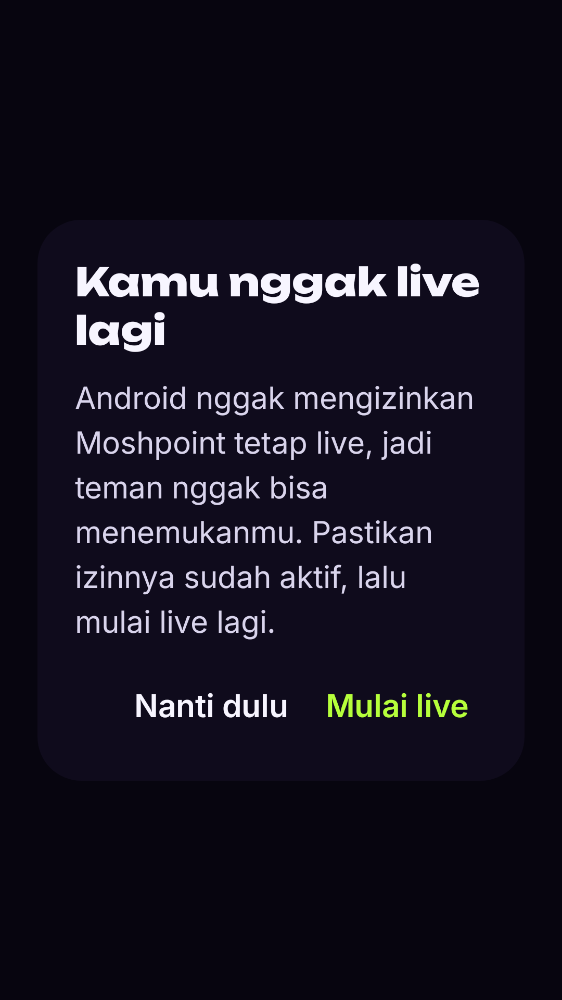 Kamu nggak live
lagi
Android nggak mengizinkan
Moshpoint tetap live, jadi
teman nggak bisa
menemukanmu. Pastikan
izinnya sudah aktif, lalu
mulai live lagi.
Nanti dulu
Mulai live